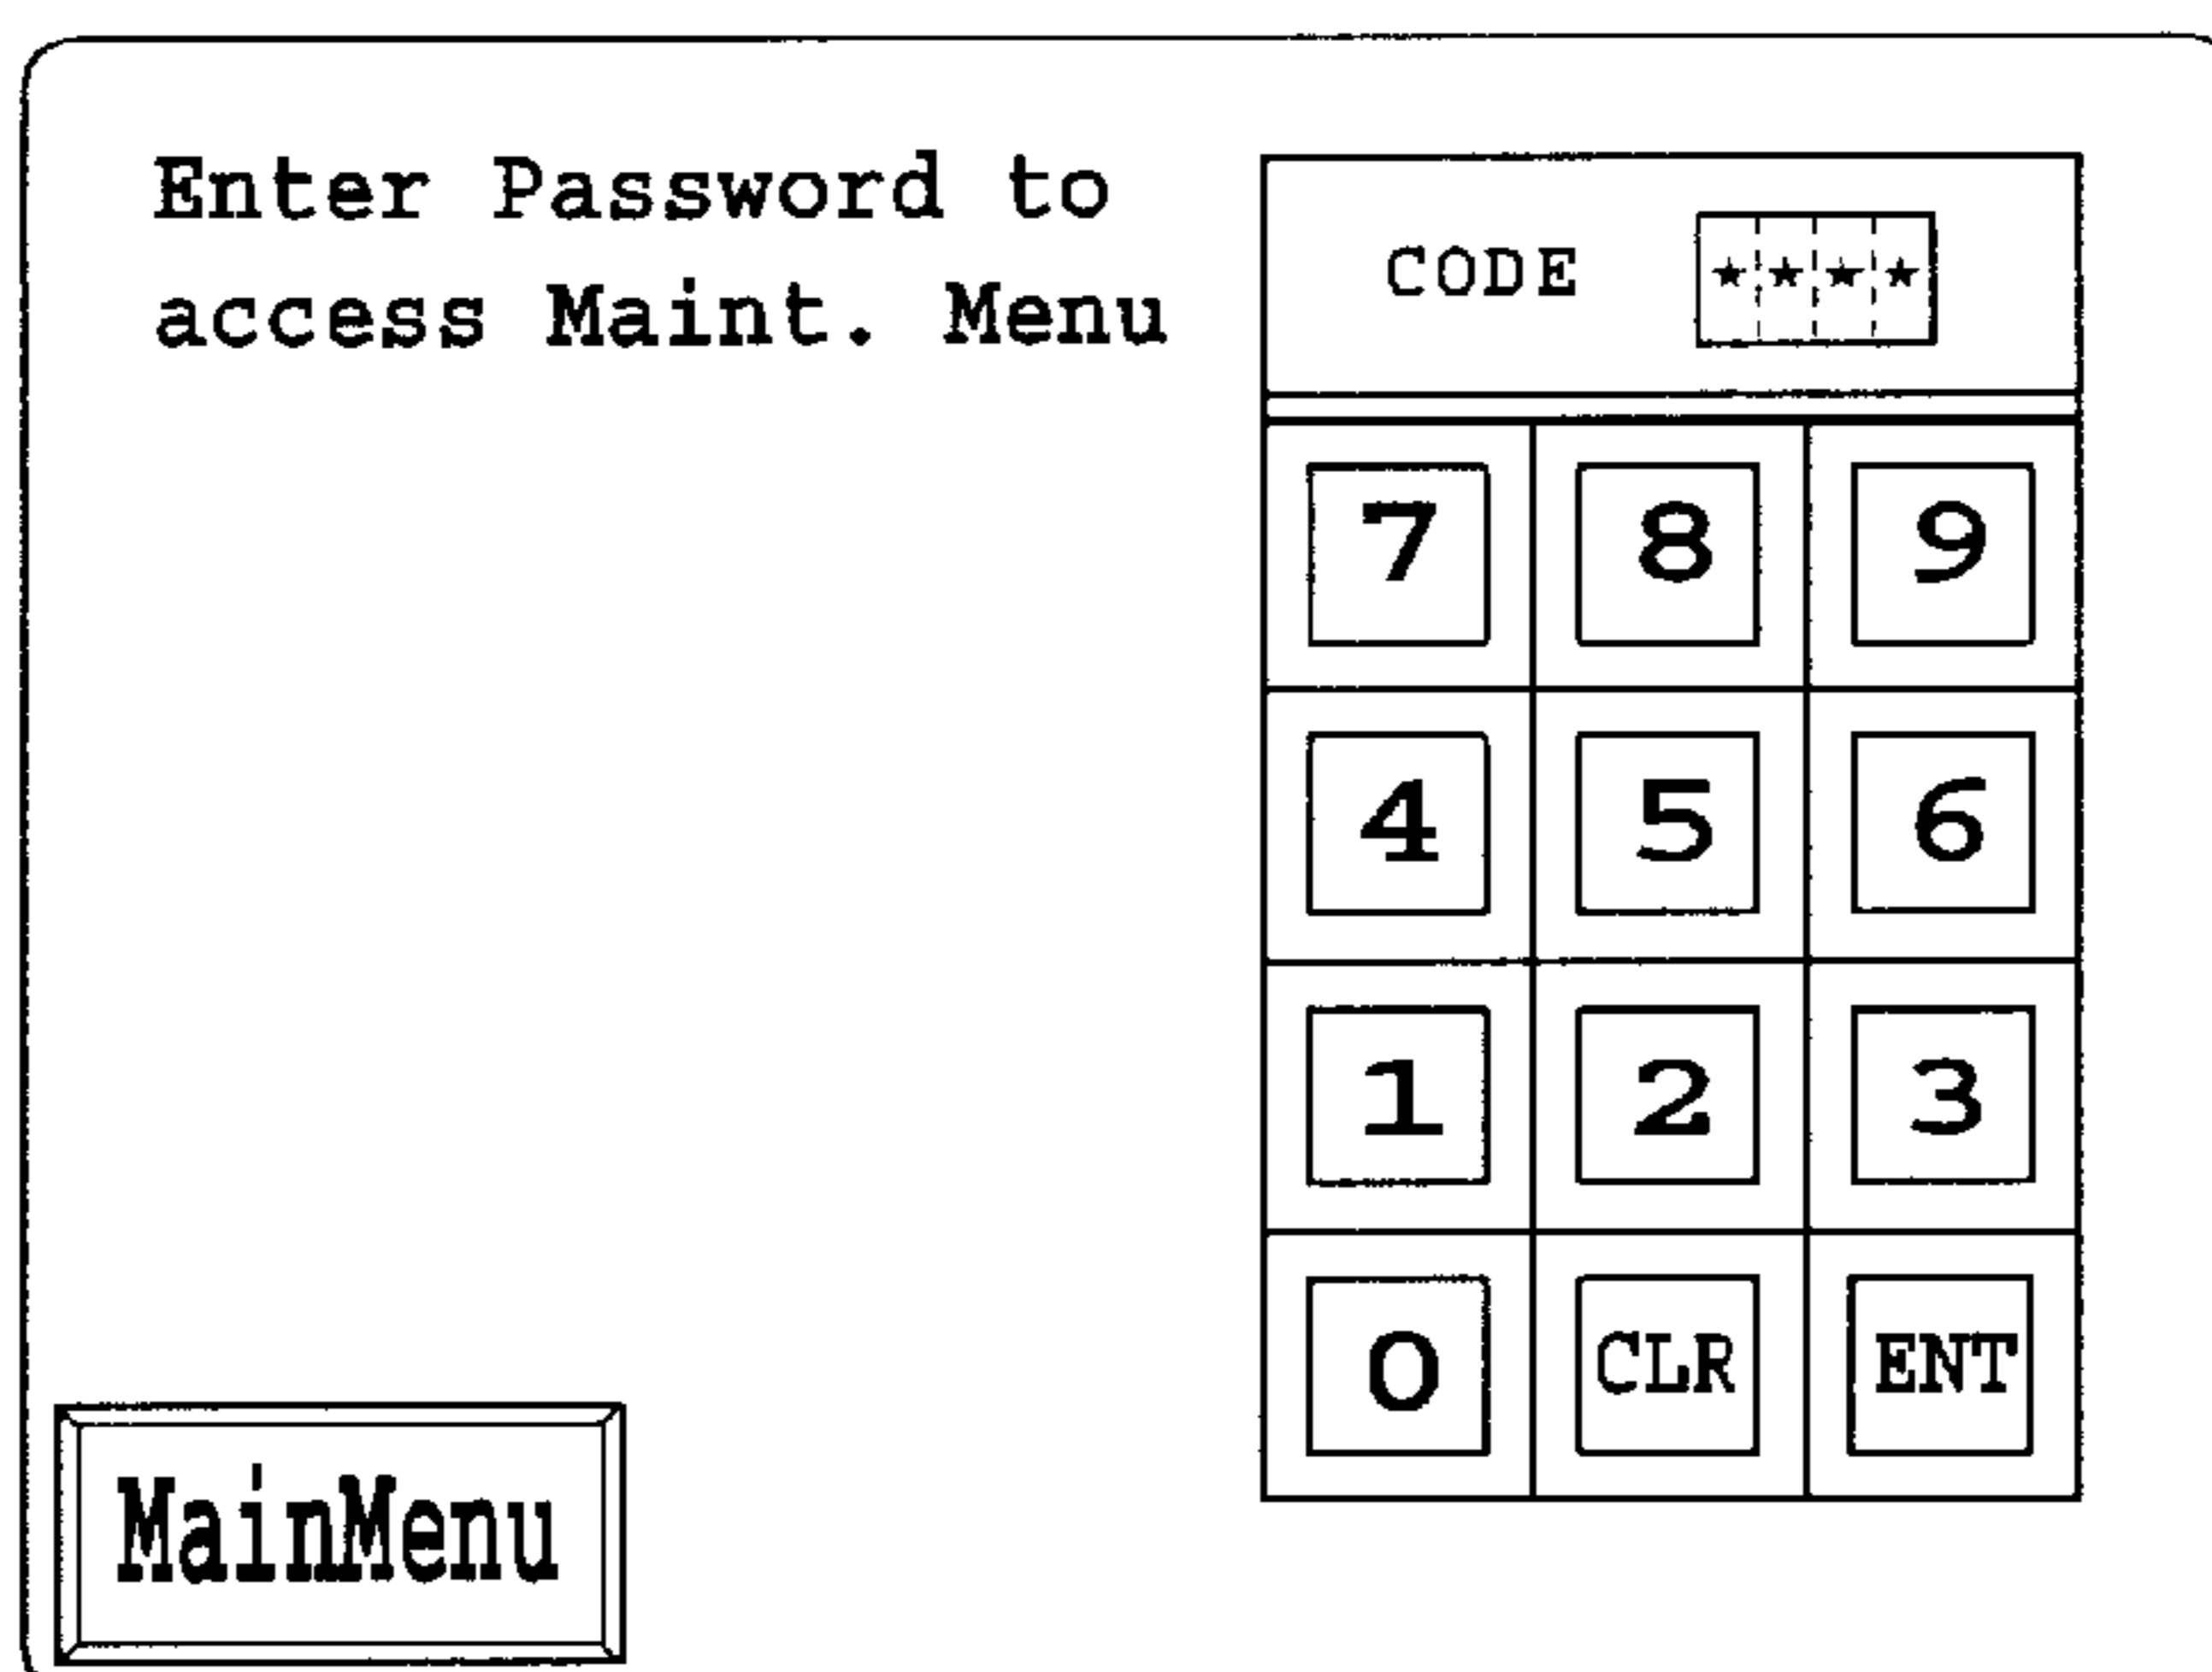 Enter Password to
access Maint. Menu
CODE ★★★★
7 8 9
4 5 6
1 2 3
0 CLR ENT
MainMenu